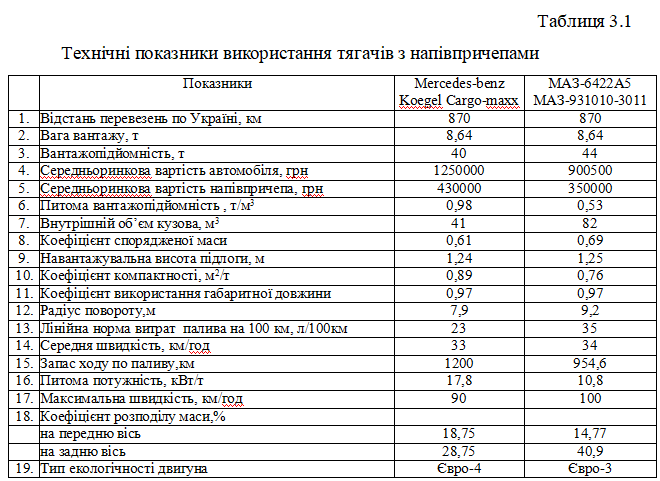 Таблиця 3.1
Технічні показники використання тягачів з напівпричепами
Показники Mercedes-benz Koegel Cargo-maxx МАЗ-6422А5 МАЗ-931010-3011
1. Відстань перевезень по Україні, км 870 870
2. Вага вантажу, т 8,64 8,64
3. Вантажопідйомність, т 40 44
4. Середньоринкова вартість автомобіля, грн 1250000 900500
5. Середньоринкова вартість напівпричепа, грн 430000 350000
6. Питома вантажопідйомність , т/м³ 0,98 0,53
7. Внутрішній об’єм кузова, м³ 41 82
8. Коефіцієнт спорядженої маси 0,61 0,69
9. Навантажувальна висота підлоги, м 1,24 1,25
10. Коефіцієнт компактності, м²/т 0,89 0,76
11. Коефіцієнт використання габаритної довжини 0,97 0,97
12. Радіус повороту,м 7,9 9,2
13. Лінійна норма витрат палива на 100 км, л/100км 23 35
14. Середня швидкість, км/год 33 34
15. Запас ходу по паливу,км 1200 954,6
16. Питома потужність, кВт/т 17,8 10,8
17. Максимальна швидкість, км/год 90 100
18. Коефіцієнт розподілу маси,%
на передню вісь 18,75 14,77
на задню вісь 28,75 40,9
19. Тип екологічності двигуна Євро-4 Євро-3